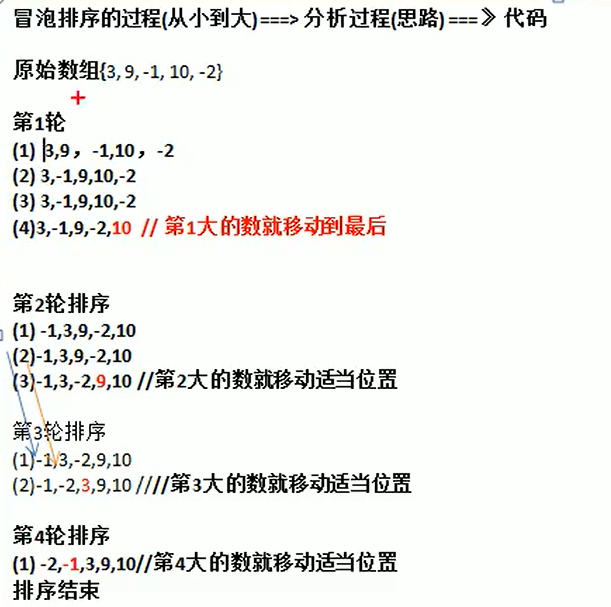 冒泡排序的过程(从小到大)===> 分析过程(思路) ===》代码
原始数组{3, 9, -1, 10, -2}
第1轮
(1) 3,9，-1,10，-2
(2) 3,-1,9,10,-2
(3) 3,-1,9,10,-2
(4)3,-1,9,-2,10 // 第1大的数就移动到最后
第2轮排序
(1) -1,3,9,-2,10
(2)-1,3,9,-2,10
(3)-1,3,-2,9,10 //第2大的数就移动适当位置
第3轮排序
(1)-1,3,-2,9,10
(2)-1,-2,3,9,10 ////第3大的数就移动适当位置
第4轮排序
(1) -2,-1,3,9,10//第4大的数就移动适当位置
排序结束